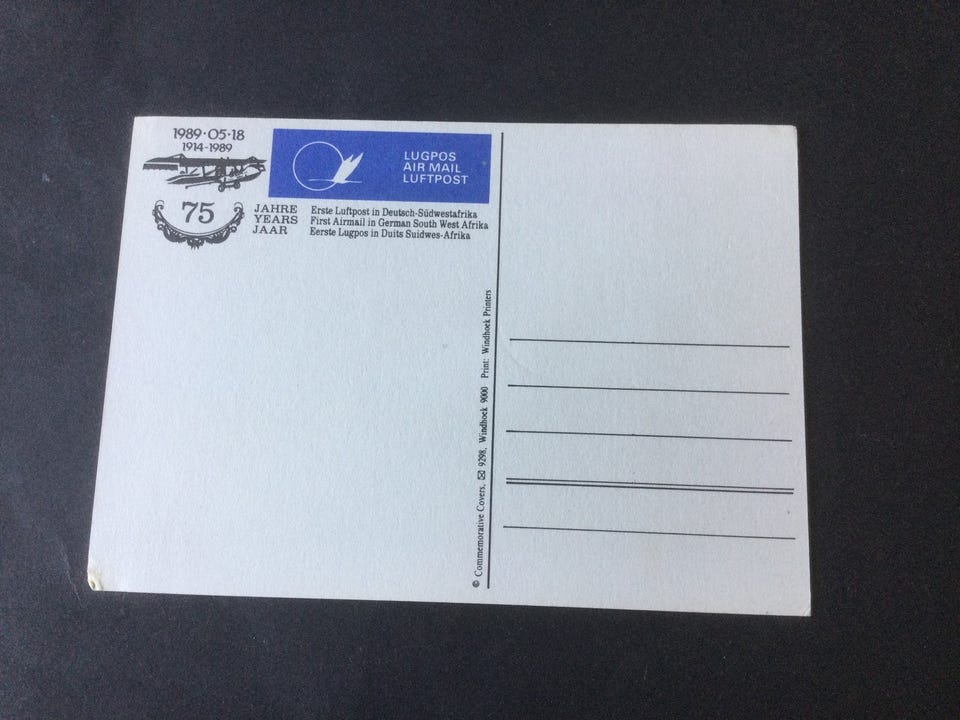 1989·05·18
1914-1989
75
JAHRE
YEARS
JAAR
LUGPOS
AIR MAIL
LUFTPOST
Erste Luftpost in Deutsch-Südwestafrika
First Airmail in German South West Afrika
Eerste Lugpos in Duits Suidwes-Afrika
© Commemorative Covers, ✉ 9298, Windhoek 9000 Print: Windhoek Printers